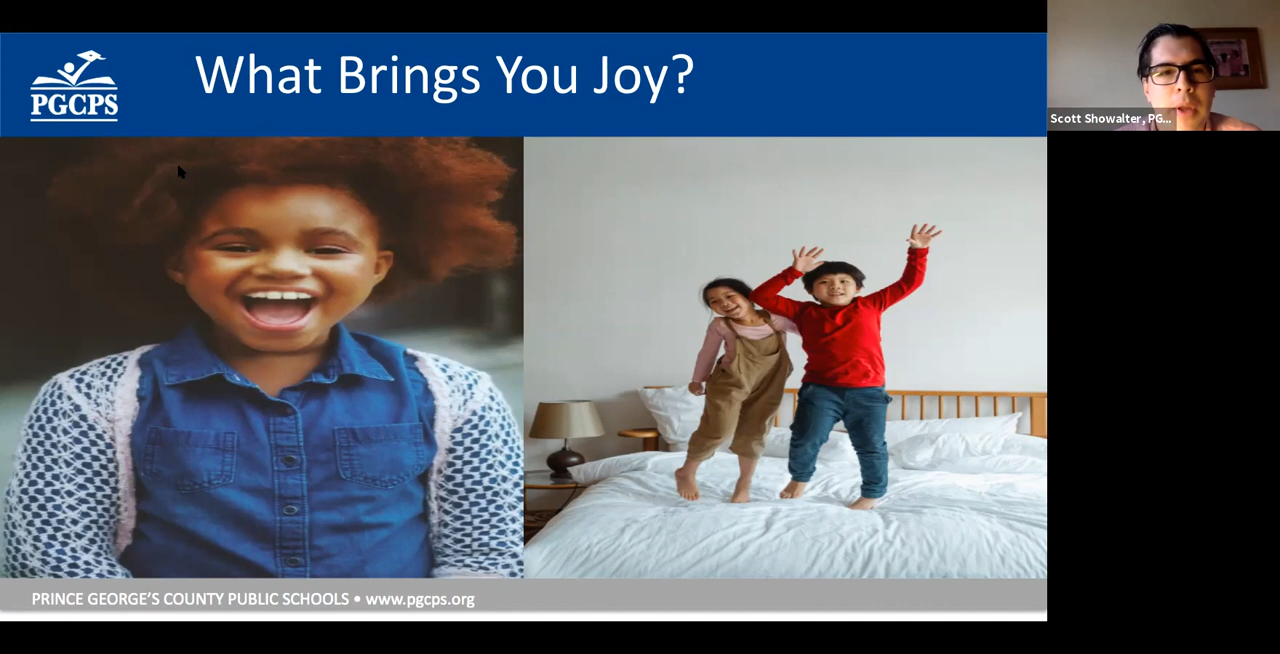 What Brings You Joy?
PGCPS
Scott Showalter, PG...
PRINCE GEORGE'S COUNTY PUBLIC SCHOOLS • www.pgcps.org